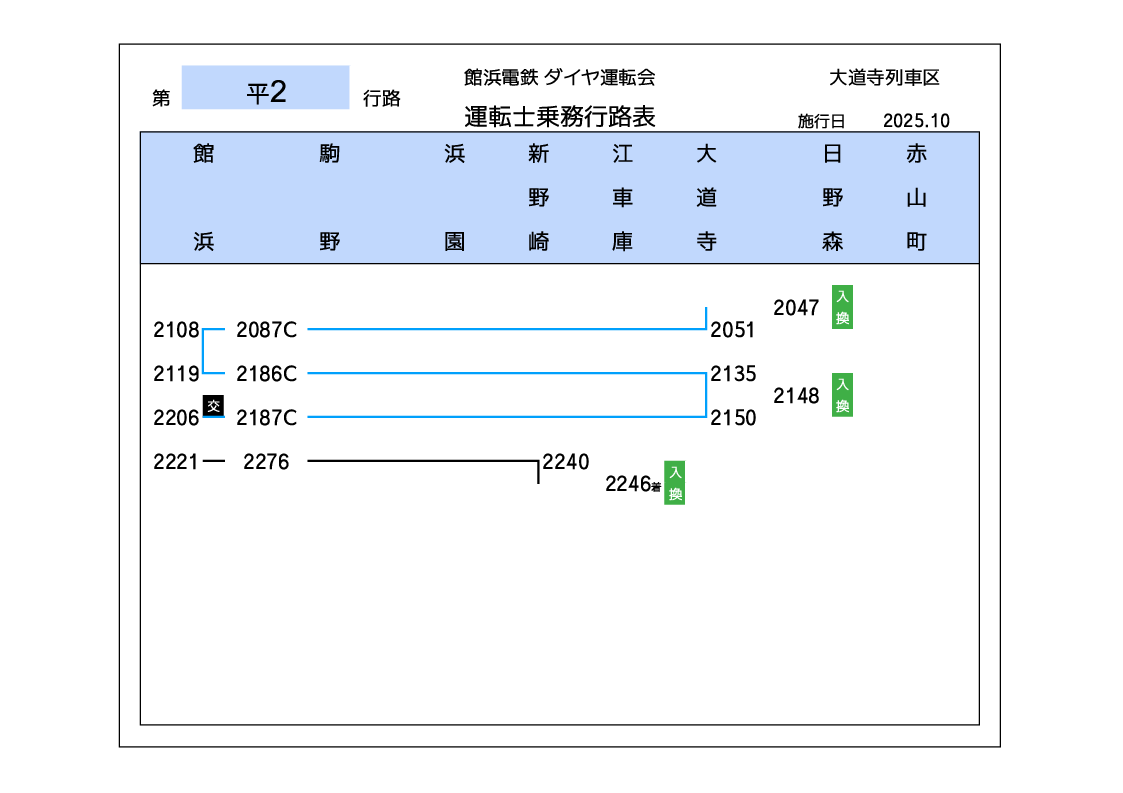 館浜電鉄 ダイヤ運転会
大道寺列車区
第 平2 行路
運転士乗務行路表
施行日 2025.10
館浜 駒野 浜園 新野崎 江車庫 大道寺 日野森 赤山町
2047 入換
2108 2087C 2051
2119 2186C 2135
2148 入換
交
2206 2187C 2150
2221 2276 2240
2246着 入換